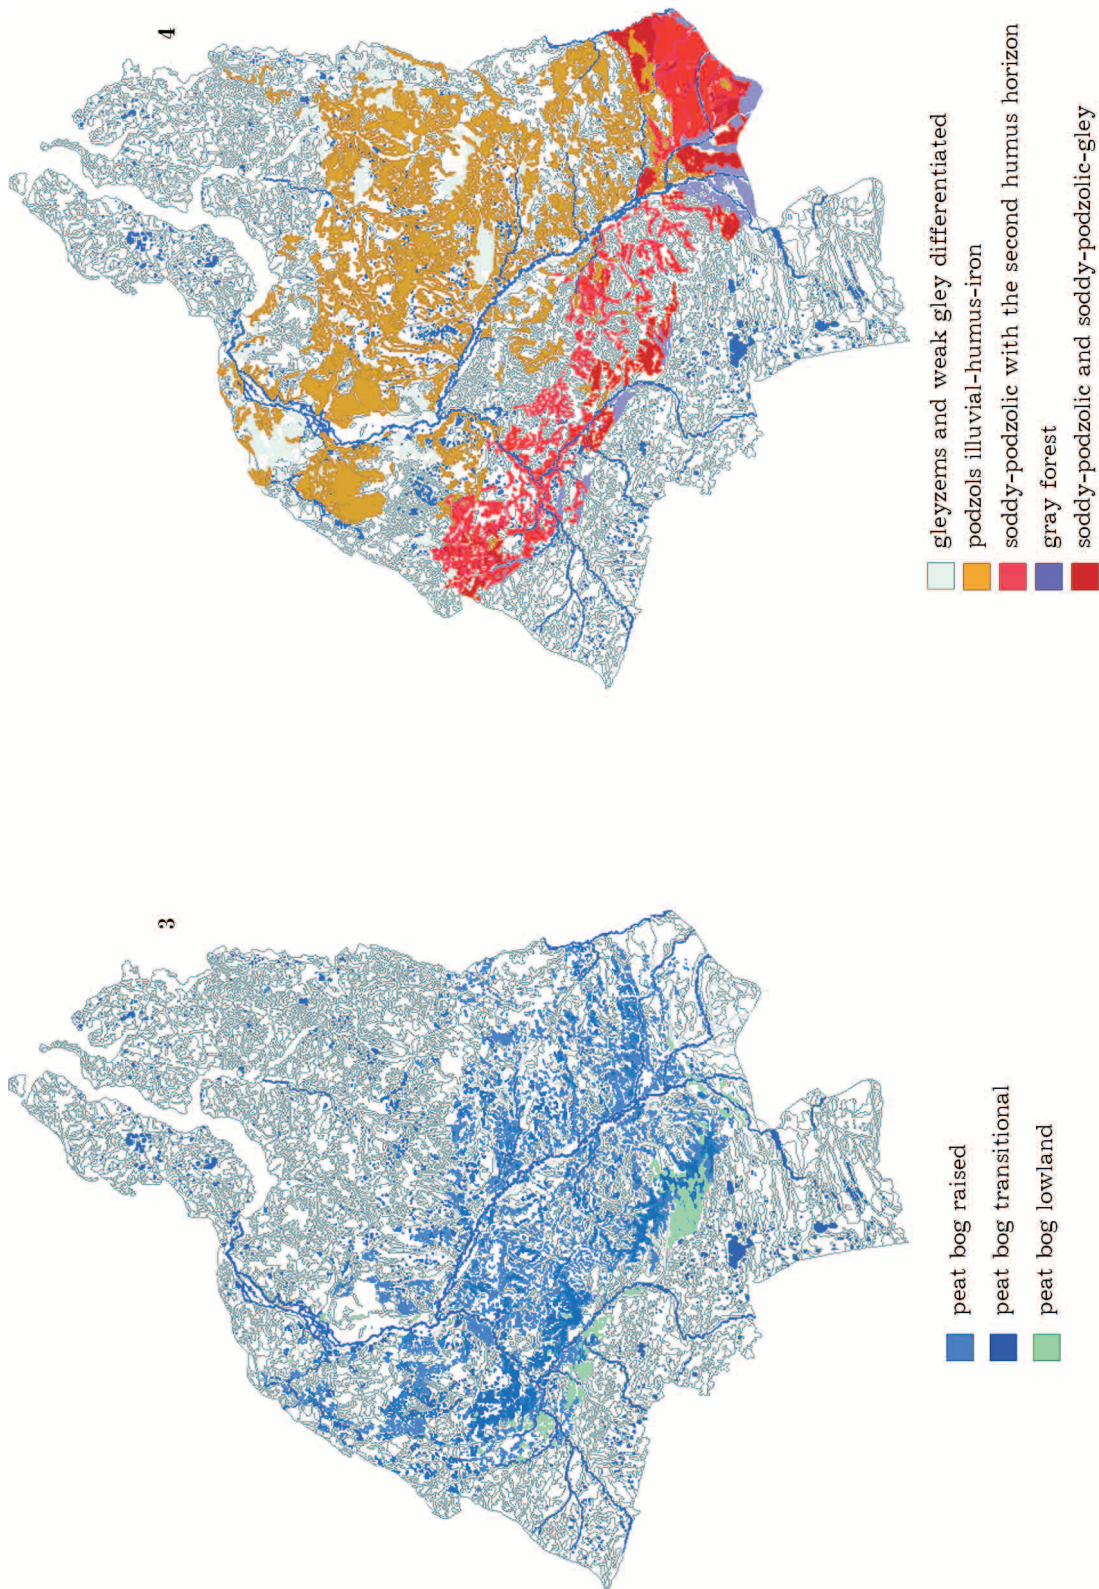 3
peat bog raised
peat bog transitional
peat bog lowland
4
gleyzems and weak gley differentiated
podzols illuvial-humus-iron
soddy-podzolic with the second humus horizon
gray forest
soddy-podzolic and soddy-podzolic-gley